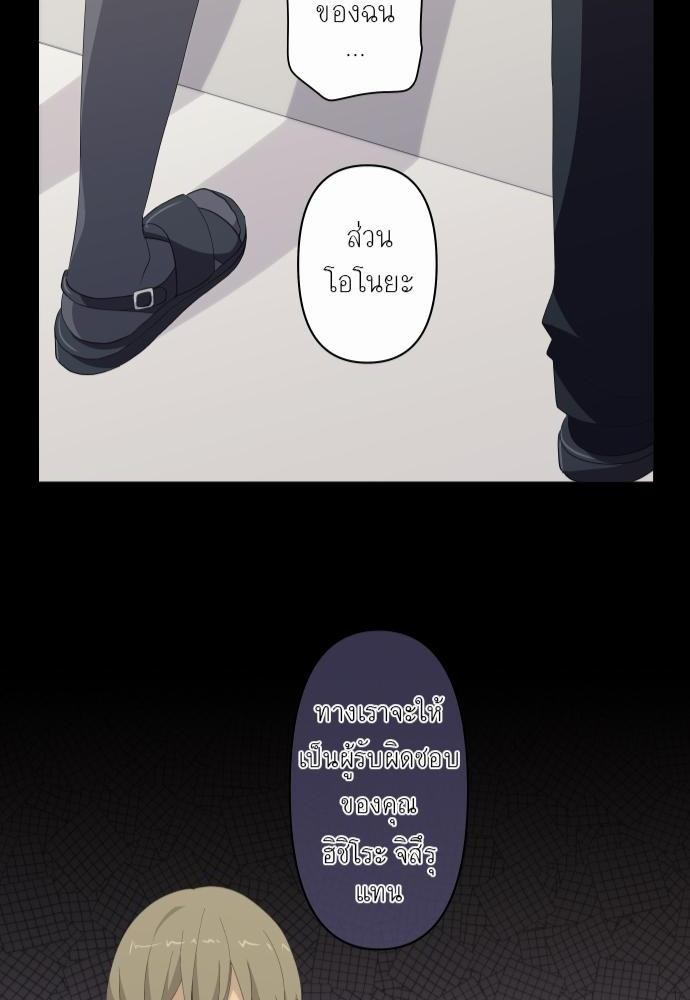 ของฉัน
...
ส่วน
โอโนยะ
ทางเราจะให้
เป็นผู้รับผิดชอบ
ของคุณ
ฮิชิโระ จิสึรุ
แทน